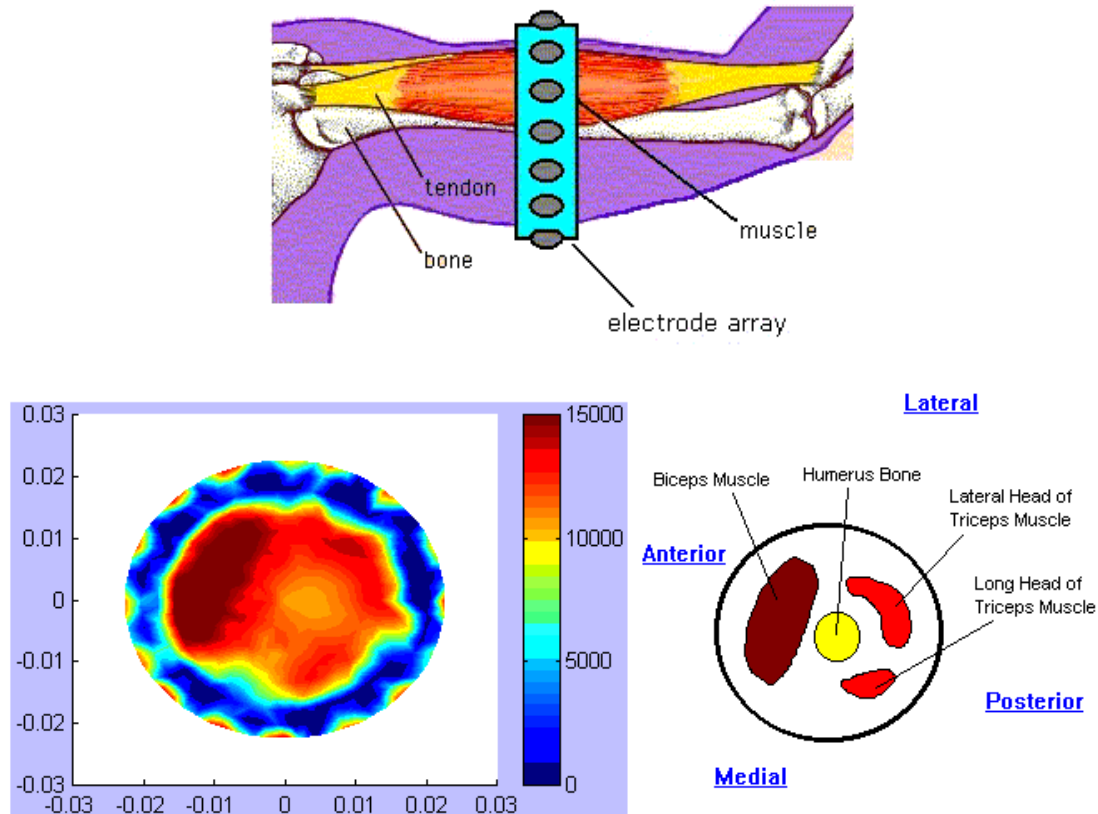 tendon
muscle
bone
electrode array
0.03
0.02
0.01
0
-0.01
-0.02
-0.03
-0.03
-0.02
-0.01
0
0.01
0.02
0.03
15000
10000
5000
0
Lateral
Biceps Muscle
Humerus Bone
Lateral Head of
Triceps Muscle
Anterior
Long Head of
Triceps Muscle
Posterior
Medial